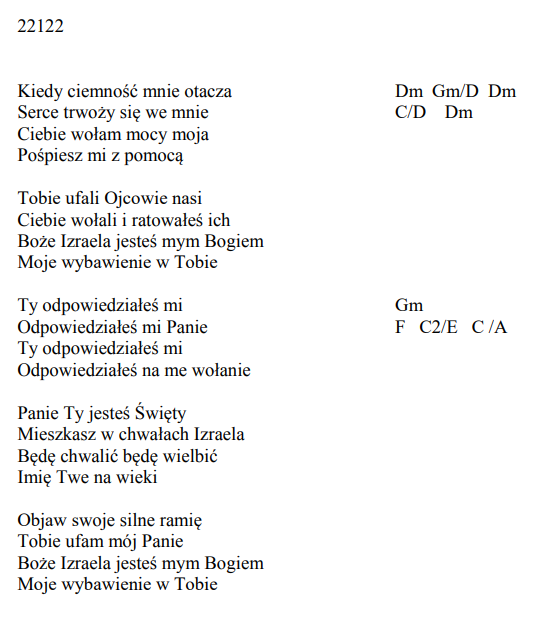 22122
Kiedy ciemność mnie otacza Dm Gm/D Dm
Serce trwoży się we mnie C/D Dm
Ciebie wołam mocy moja
Pośpiesz mi z pomocą
Tobie ufali Ojcowie nasi
Ciebie wołali i ratowałeś ich
Boże Izraela jesteś mym Bogiem
Moje wybawienie w Tobie
Ty odpowiedziałeś mi Gm
Odpowiedziałeś mi Panie F C2/E C /A
Ty odpowiedziałeś mi
Odpowiedziałeś na me wołanie
Panie Ty jesteś Święty
Mieszkasz w chwałach Izraela
Będę chwalić będę wielbić
Imię Twe na wieki
Objaw swoje silne ramię
Tobie ufam mój Panie
Boże Izraela jesteś mym Bogiem
Moje wybawienie w Tobie